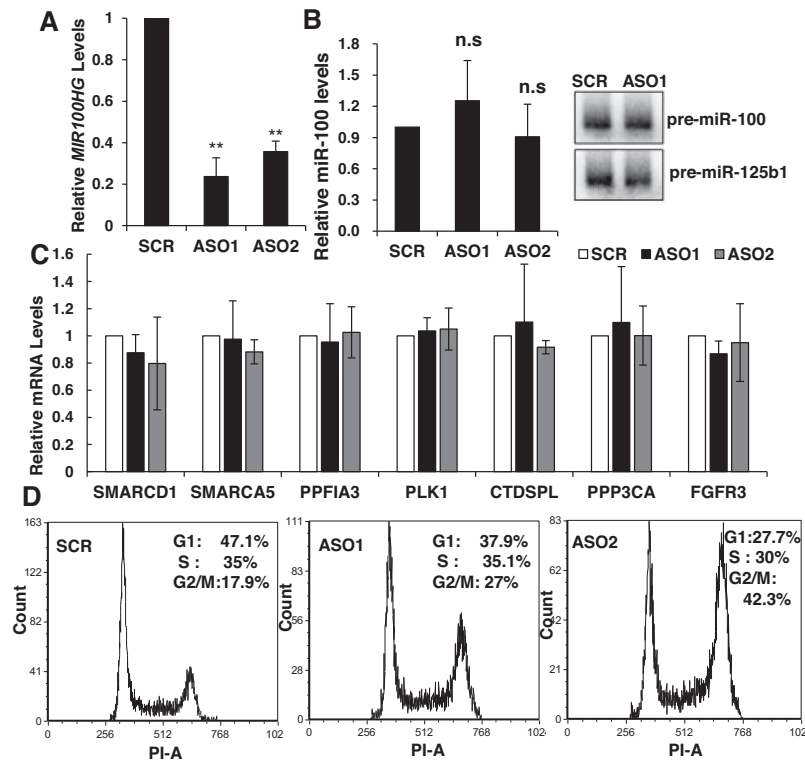 A
Relative MIR100HG Levels
1
0.8
0.6
0.4
0.2
0
**
**
SCR ASO1 ASO2
B
Relative miR-100 levels
1.8
1.5
1.2
0.9
0.6
0.3
0.0
n.s
n.s
SCR ASO1 ASO2
SCR ASO1
pre-miR-100
pre-miR-125b1
C
SCR ASO1 ASO2
Relative mRNA Levels
1.6
1.4
1.2
1
0.8
0.6
0.4
0.2
0
SMARCD1 SMARCA5 PPFIA3 PLK1 CTDSPL PPP3CA FGFR3
D
SCR
G1: 47.1%
S : 35%
G2/M:17.9%
Count
163
122
82
41
0
0 256 512 768 102
PI-A
ASO1
G1: 37.9%
S : 35.1%
G2/M: 27%
Count
111
83
56
28
0
0 256 512 768 102
PI-A
ASO2
G1:27.7%
S : 30%
G2/M:
42.3%
Count
83
62
42
21
0
0 256 512 768 102
PI-A